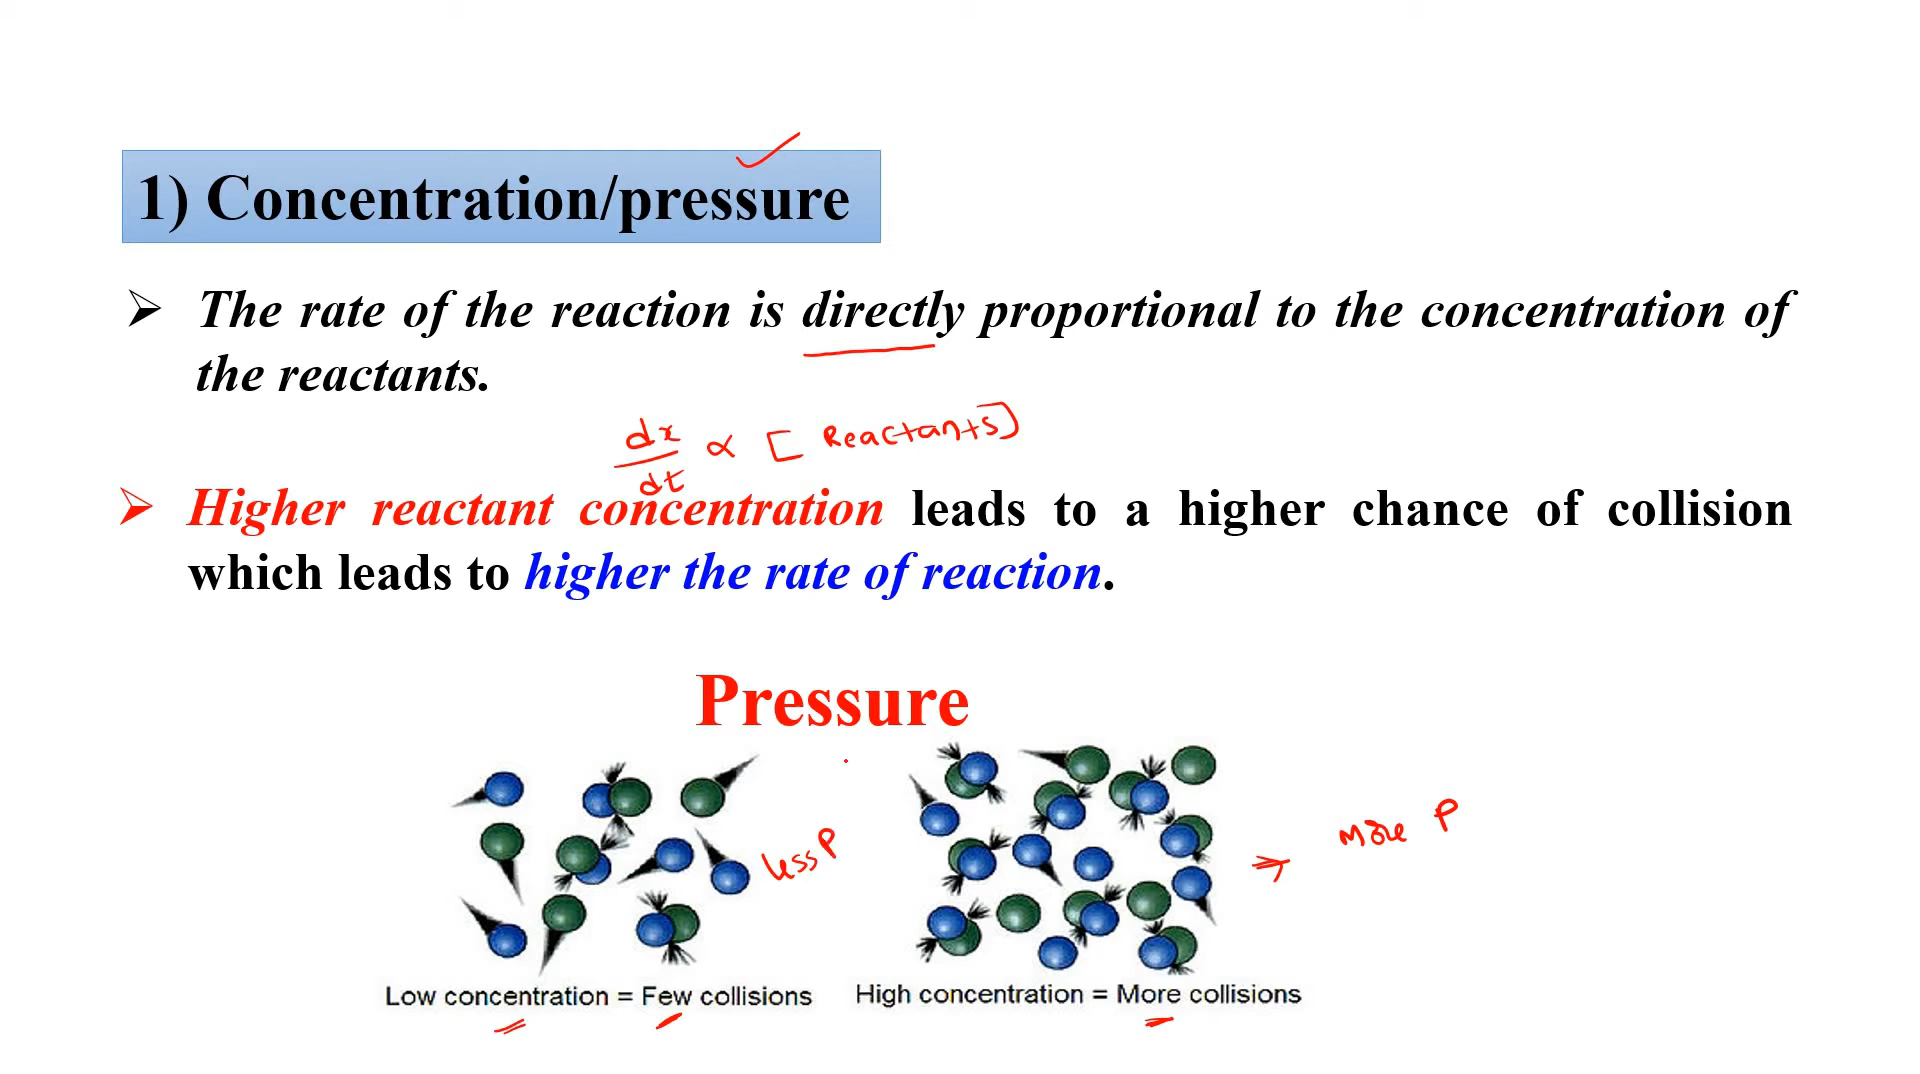 1) Concentration/pressure
➢ The rate of the reaction is directly proportional to the concentration of
the reactants.
dx/dt ∝ [Reactants]
➢ Higher reactant concentration leads to a higher chance of collision
which leads to higher the rate of reaction.
Pressure
less P
more P
Low concentration = Few collisions
High concentration = More collisions